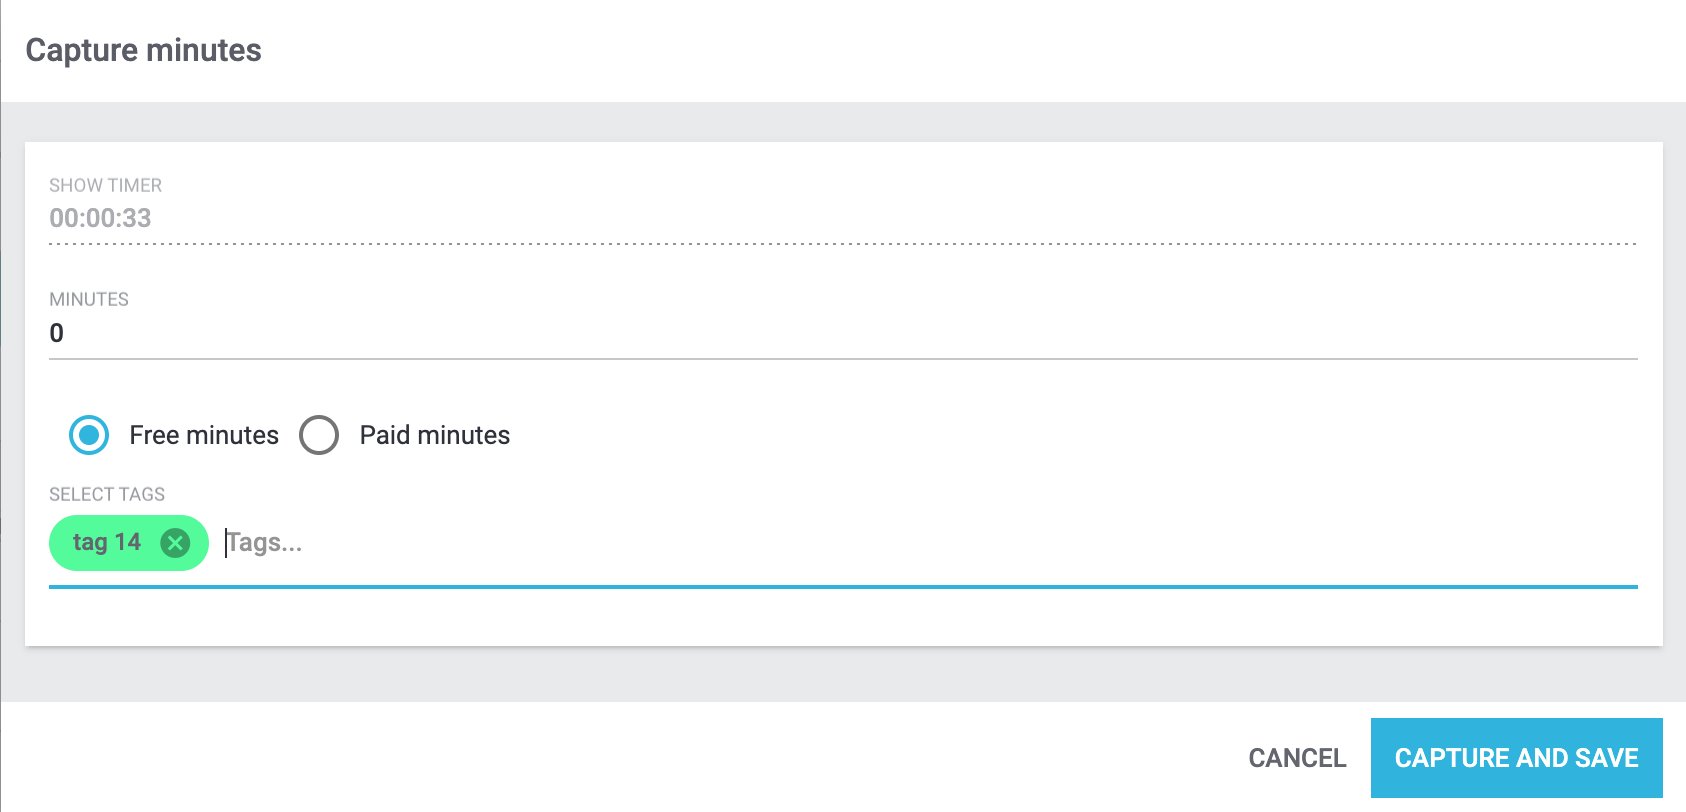 Capture minutes
SHOW TIMER
00:00:33
MINUTES
0
Free minutes Paid minutes
SELECT TAGS
tag 14 Tags...
CANCEL CAPTURE AND SAVE